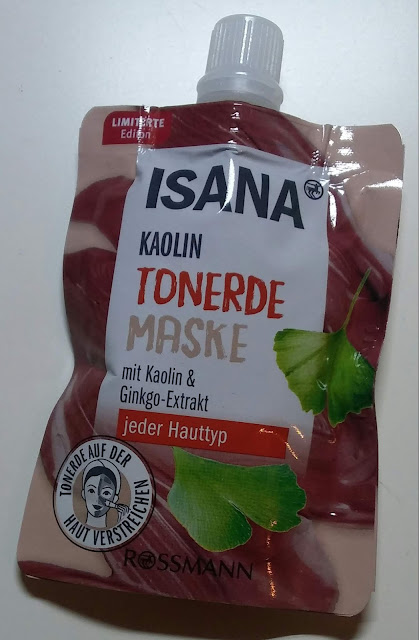 LIMITIERTE
Edition
ISANA
KAOLIN
TONERDE
MASKE
mit Kaolin &
Ginkgo-Extrakt
jeder Hauttyp
TONERDE AUF DER
HAUT VERSTREICHEN
ROSSMANN